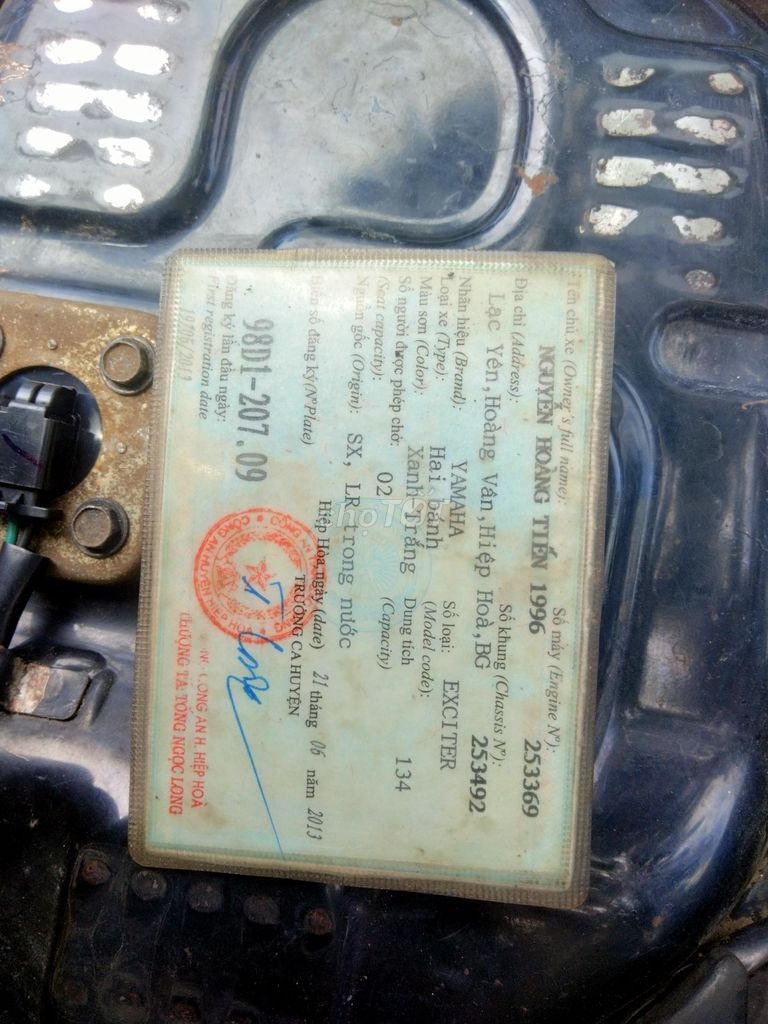 Tên chủ xe (Owner's full name):
NGUYỄN HOÀNG TIẾN 1996
Số máy (Engine Nº):
253369
Địa chỉ (Address):
Số khung (Chassis Nº):
Lạc Yên, Hoàng Vân, Hiệp Hoà, BG
253492
Nhãn hiệu (Brand): YAMAHA Số loại: EXCITER
Loại xe (Type): Hai bánh (Model code):
Màu sơn (Color): Xanh Trắng Dung tích 134
Số người được phép chở: 02 (Capacity)
(Seat capacity):
Nguồn gốc (Origin): SX, LR trong nước
Biển số đăng ký (NºPlate) Hiệp Hòa, ngày (date) 21 tháng 06 năm 2013
98D1-207.09
TRƯỞNG CA HUYỆN
Đăng ký lần đầu ngày:
First registration date
CÔNG AN H. HIỆP HOÀ
THƯỢNG TÁ: TỐNG NGỌC LONG